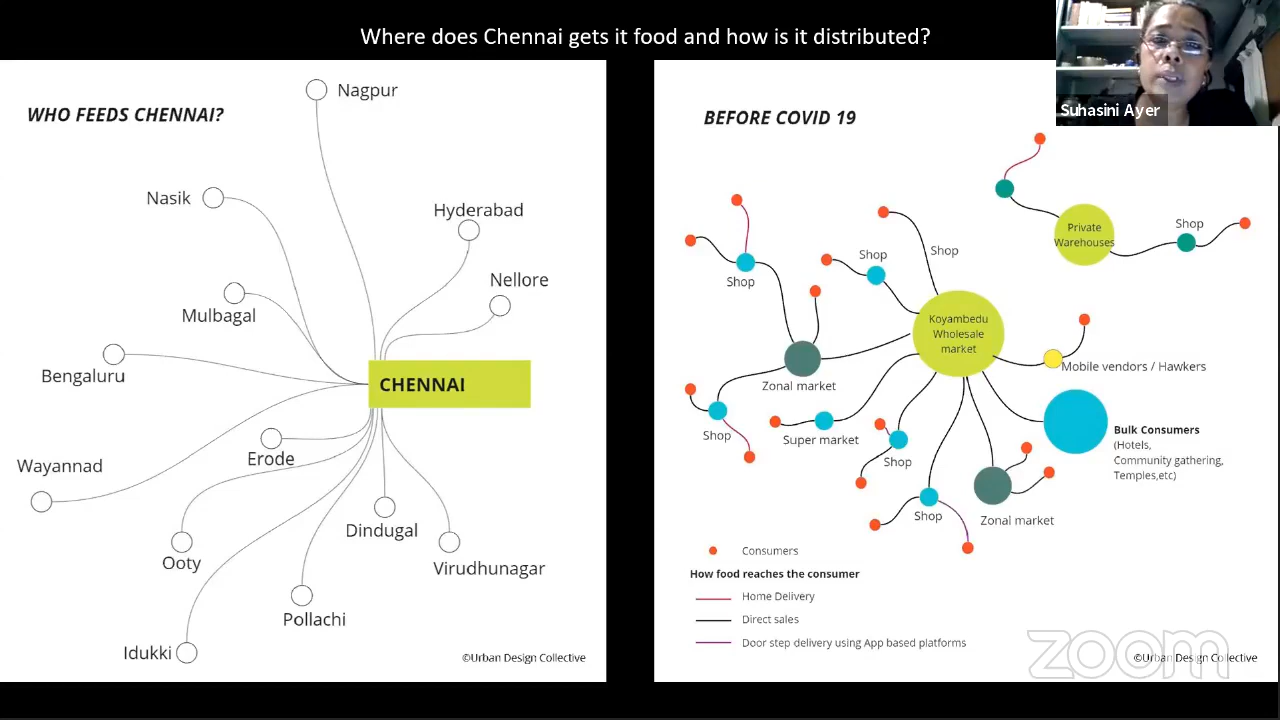 Where does Chennai gets it food and how is it distributed?
Suhasini Ayer
WHO FEEDS CHENNAI?
Nagpur
Nasik
Hyderabad
Nellore
Mulbagal
Bengaluru
CHENNAI
Wayannad
Erode
Ooty
Dindugal
Virudhunagar
Pollachi
Idukki
©Urban Design Collective
BEFORE COVID 19
Private
Warehouses
Shop
Shop
Shop
Shop
Koyambedu
Wholesale
market
Mobile vendors / Hawkers
Zonal market
Shop
Super market
Shop
Bulk Consumers
(Hotels,
Community gathering,
Temples,etc)
Shop
Zonal market
Consumers
How food reaches the consumer
Home Delivery
Direct sales
Door step delivery using App based platforms
zoom
©Urban Design Collective